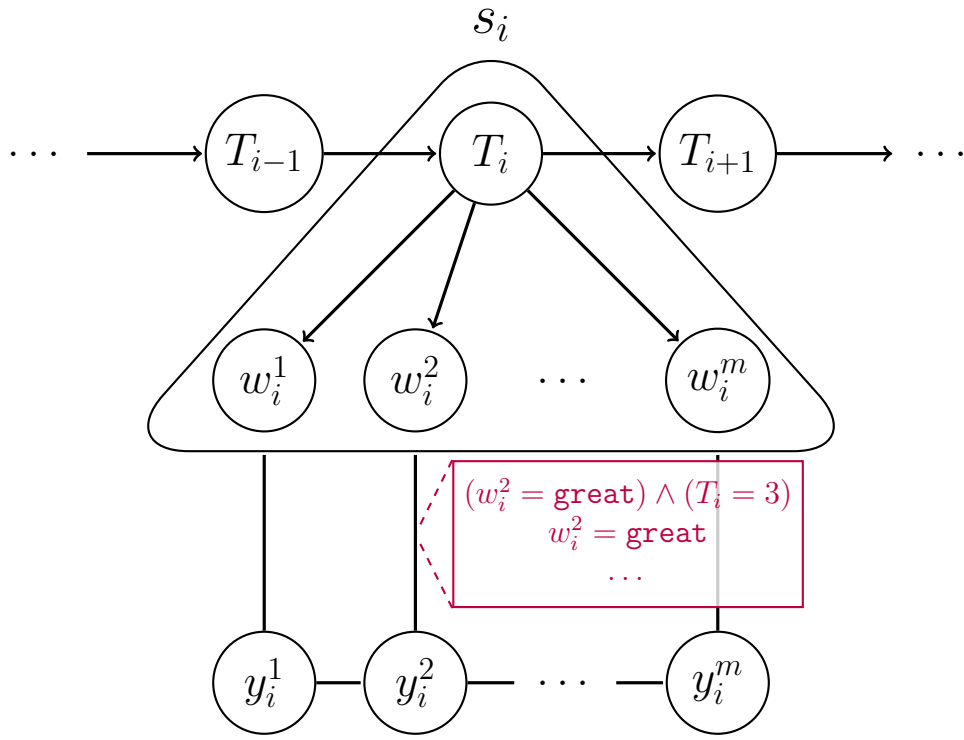 s_i
⋯ T_{i−1} T_i T_{i+1} ⋯
w_i^1 w_i^2 ⋯ w_i^m
(w_i^2 = great) ∧ (T_i = 3)
w_i^2 = great
⋯
y_i^1 y_i^2 ⋯ y_i^m